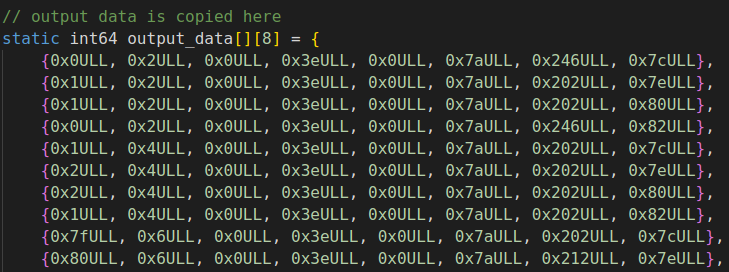 // output data is copied here
static int64 output_data[][8] = {
{0x0ULL, 0x2ULL, 0x0ULL, 0x3eULL, 0x0ULL, 0x7aULL, 0x246ULL, 0x7cULL},
{0x1ULL, 0x2ULL, 0x0ULL, 0x3eULL, 0x0ULL, 0x7aULL, 0x202ULL, 0x7eULL},
{0x1ULL, 0x2ULL, 0x0ULL, 0x3eULL, 0x0ULL, 0x7aULL, 0x202ULL, 0x80ULL},
{0x0ULL, 0x2ULL, 0x0ULL, 0x3eULL, 0x0ULL, 0x7aULL, 0x246ULL, 0x82ULL},
{0x1ULL, 0x4ULL, 0x0ULL, 0x3eULL, 0x0ULL, 0x7aULL, 0x202ULL, 0x7cULL},
{0x2ULL, 0x4ULL, 0x0ULL, 0x3eULL, 0x0ULL, 0x7aULL, 0x202ULL, 0x7eULL},
{0x2ULL, 0x4ULL, 0x0ULL, 0x3eULL, 0x0ULL, 0x7aULL, 0x202ULL, 0x80ULL},
{0x1ULL, 0x4ULL, 0x0ULL, 0x3eULL, 0x0ULL, 0x7aULL, 0x202ULL, 0x82ULL},
{0x7fULL, 0x6ULL, 0x0ULL, 0x3eULL, 0x0ULL, 0x7aULL, 0x202ULL, 0x7cULL},
{0x80ULL, 0x6ULL, 0x0ULL, 0x3eULL, 0x0ULL, 0x7aULL, 0x212ULL, 0x7eULL},